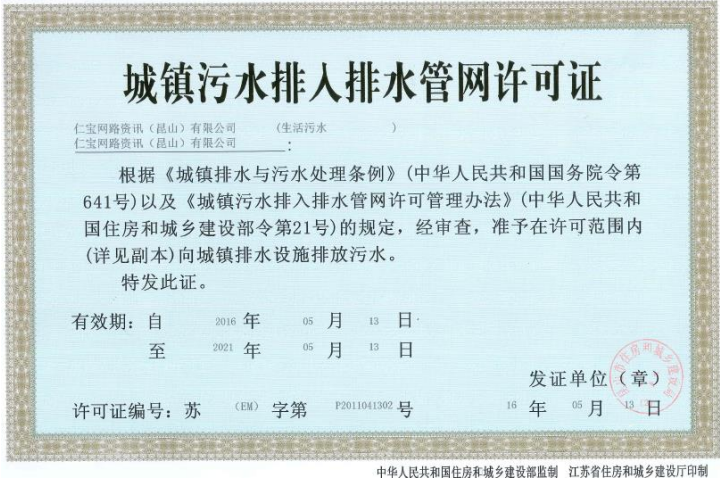 城镇污水排入排水管网许可证
仁宝网路资讯（昆山）有限公司 (生活污水 )
仁宝网路资讯（昆山）有限公司 :
根据《城镇排水与污水处理条例》(中华人民共和国国务院令第
641号)以及《城镇污水排入排水管网许可管理办法》(中华人民共和
国住房和城乡建设部令第21号)的规定，经审查，准予在许可范围内
(详见副本)向城镇排水设施排放污水。
特发此证。
有效期：自 2016 年 05 月 13 日
至 2021 年 05 月 13 日
发证单位（章）
许可证编号：苏 （EM） 字第 P2011041302 号 16 年 05 月 13 日
中华人民共和国住房和城乡建设部监制 江苏省住房和城乡建设厅印制